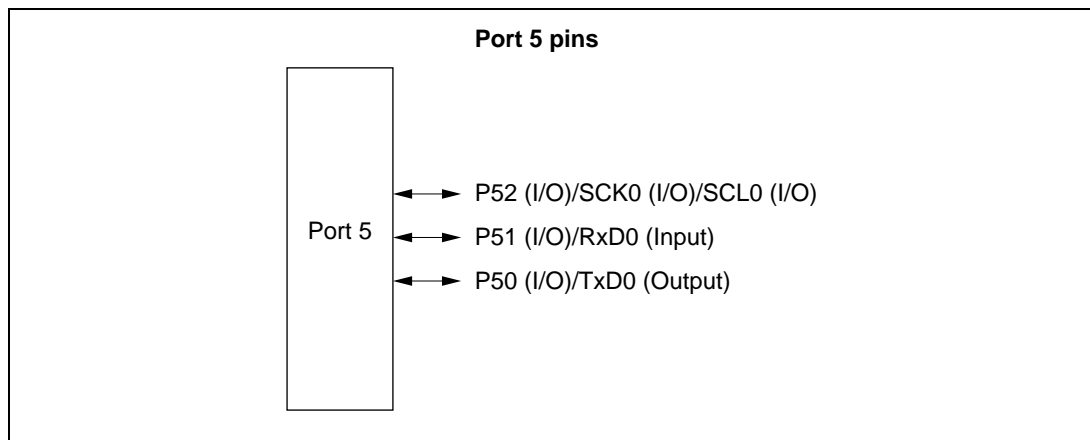 Port 5 pins
P52 (I/O)/SCK0 (I/O)/SCL0 (I/O)
Port 5
P51 (I/O)/RxD0 (Input)
P50 (I/O)/TxD0 (Output)